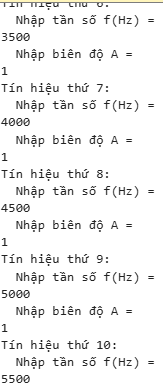 Tín hiệu thứ 6:
Nhập tần số f(Hz) =
3500
Nhập biên độ A =
1
Tín hiệu thứ 7:
Nhập tần số f(Hz) =
4000
Nhập biên độ A =
1
Tín hiệu thứ 8:
Nhập tần số f(Hz) =
4500
Nhập biên độ A =
1
Tín hiệu thứ 9:
Nhập tần số f(Hz) =
5000
Nhập biên độ A =
1
Tín hiệu thứ 10:
Nhập tần số f(Hz) =
5500